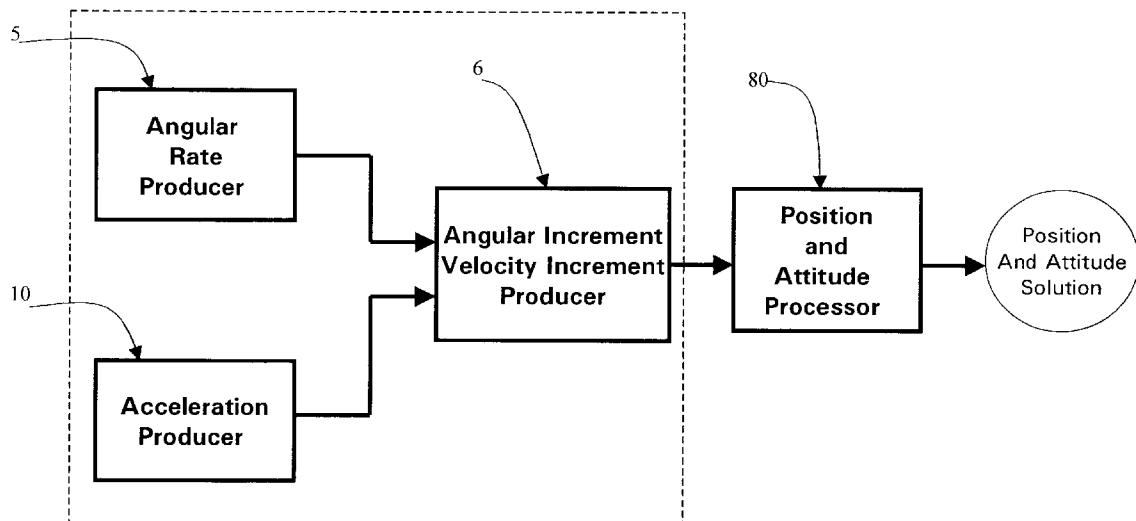 5
Angular
Rate
Producer
6
Angular Increment
Velocity Increment
Producer
80
Position
and
Attitude
Processor
Position
And Attitude
Solution
10
Acceleration
Producer